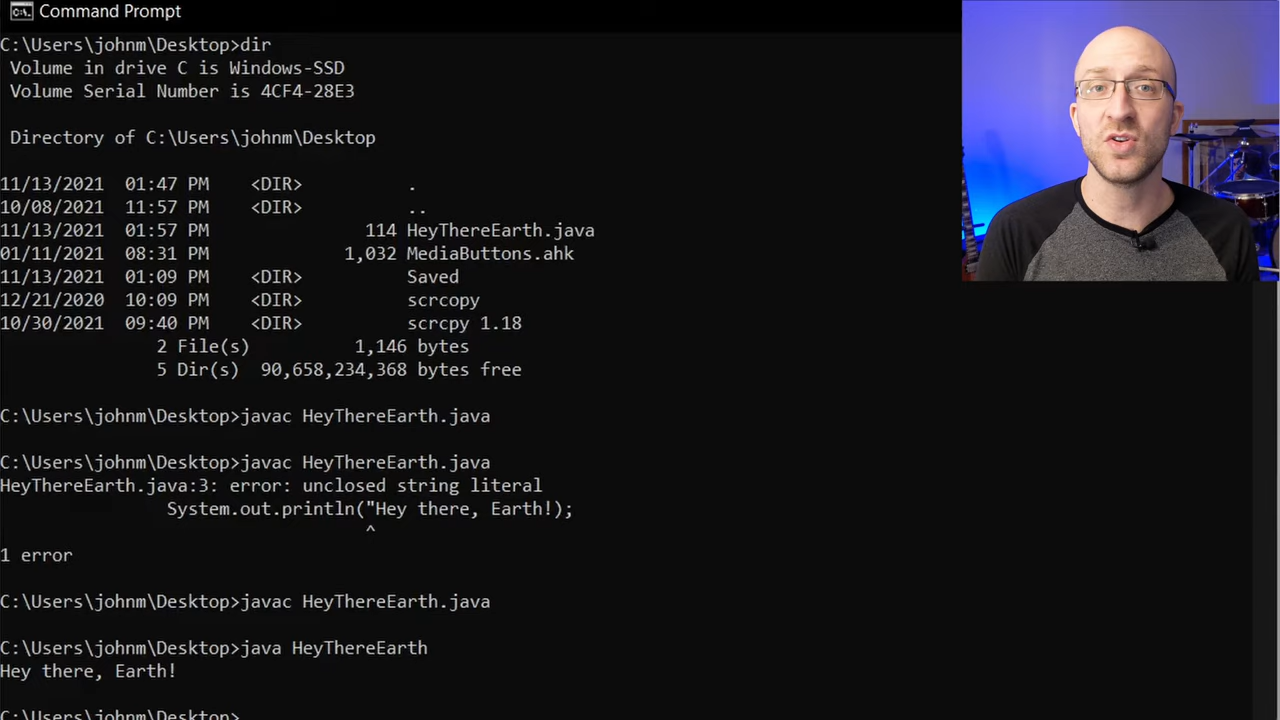 Command Prompt
C:\Users\johnm\Desktop>dir
Volume in drive C is Windows-SSD
Volume Serial Number is 4CF4-28E3
Directory of C:\Users\johnm\Desktop
11/13/2021 01:47 PM <DIR> .
10/08/2021 11:57 PM <DIR> ..
11/13/2021 01:57 PM 114 HeyThereEarth.java
01/11/2021 08:31 PM 1,032 MediaButtons.ahk
11/13/2021 01:09 PM <DIR> Saved
12/21/2020 10:09 PM <DIR> scrcopy
10/30/2021 09:40 PM <DIR> scrcpy 1.18
2 File(s) 1,146 bytes
5 Dir(s) 90,658,234,368 bytes free
C:\Users\johnm\Desktop>javac HeyThereEarth.java
C:\Users\johnm\Desktop>javac HeyThereEarth.java
HeyThereEarth.java:3: error: unclosed string literal
System.out.println("Hey there, Earth!);
^
1 error
C:\Users\johnm\Desktop>javac HeyThereEarth.java
C:\Users\johnm\Desktop>java HeyThereEarth
Hey there, Earth!
C:\Users\johnm\Desktop>